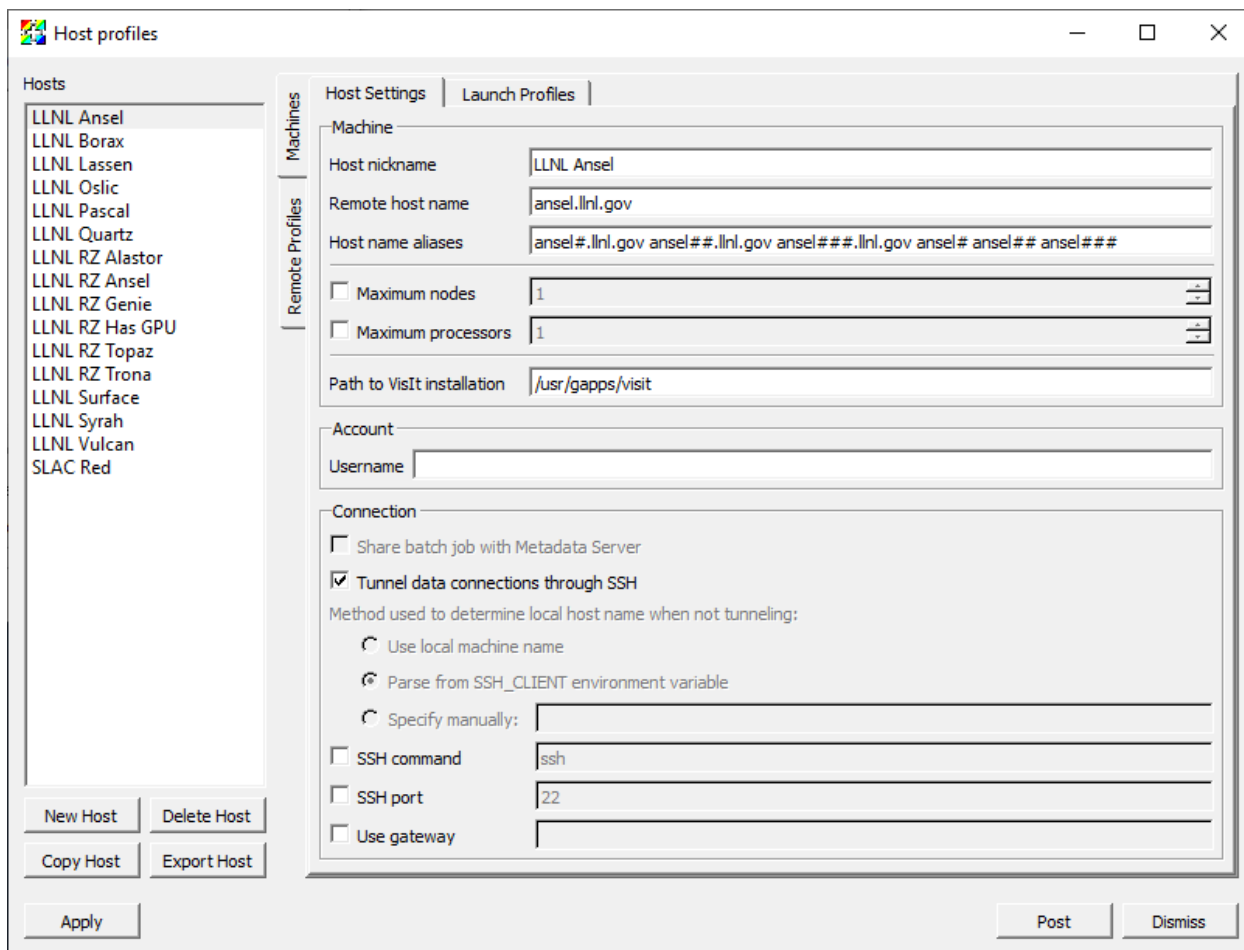 Host profiles
Hosts
LLNL Ansel
LLNL Borax
LLNL Lassen
LLNL Oslic
LLNL Pascal
LLNL Quartz
LLNL RZ Alastor
LLNL RZ Ansel
LLNL RZ Genie
LLNL RZ Has GPU
LLNL RZ Topaz
LLNL RZ Trona
LLNL Surface
LLNL Syrah
LLNL Vulcan
SLAC Red
New Host Delete Host
Copy Host Export Host
Machines
Remote Profiles
Host Settings Launch Profiles
Machine
Host nickname LLNL Ansel
Remote host name ansel.llnl.gov
Host name aliases ansel#.llnl.gov ansel##.llnl.gov ansel###.llnl.gov ansel# ansel## ansel###
Maximum nodes 1
Maximum processors 1
Path to VisIt installation /usr/gapps/visit
Account
Username
Connection
Share batch job with Metadata Server
Tunnel data connections through SSH
Method used to determine local host name when not tunneling:
Use local machine name
Parse from SSH_CLIENT environment variable
Specify manually:
SSH command ssh
SSH port 22
Use gateway
Apply Post Dismiss